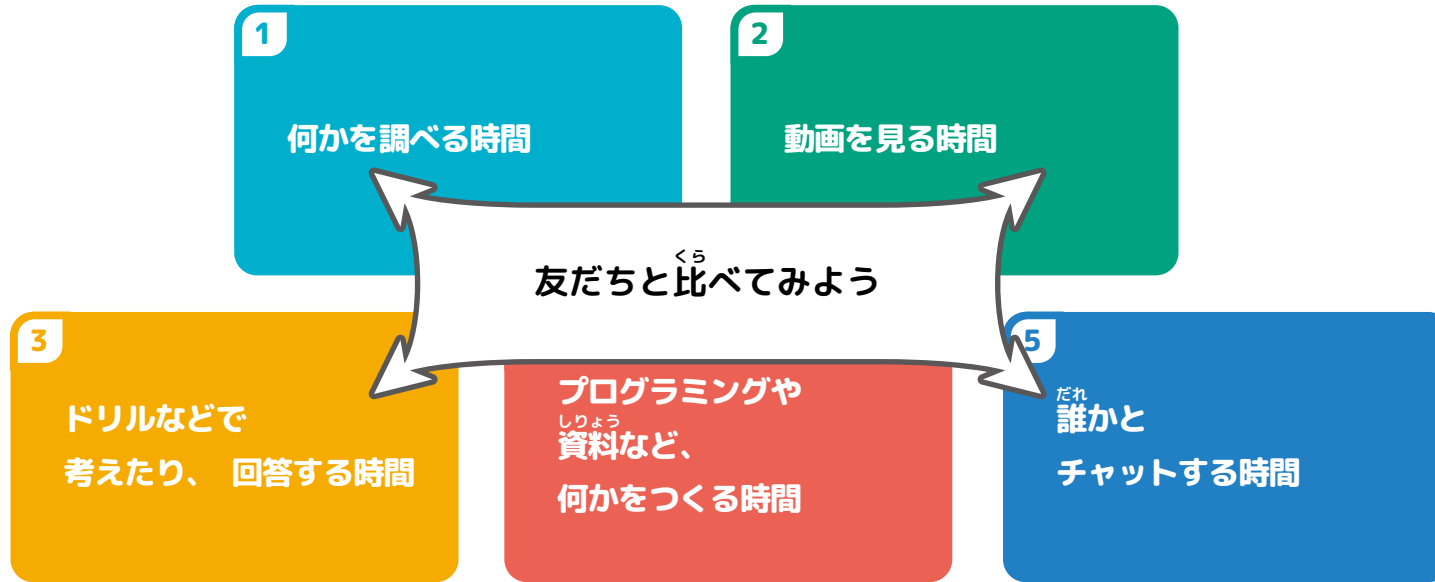 1
何かを調べる時間
2
動画を見る時間
くら
友だちと比べてみよう
3
ドリルなどで
考えたり、 回答する時間
プログラミングや
しりょう
資料など、
何かをつくる時間
5
だれ
誰かと
チャットする時間